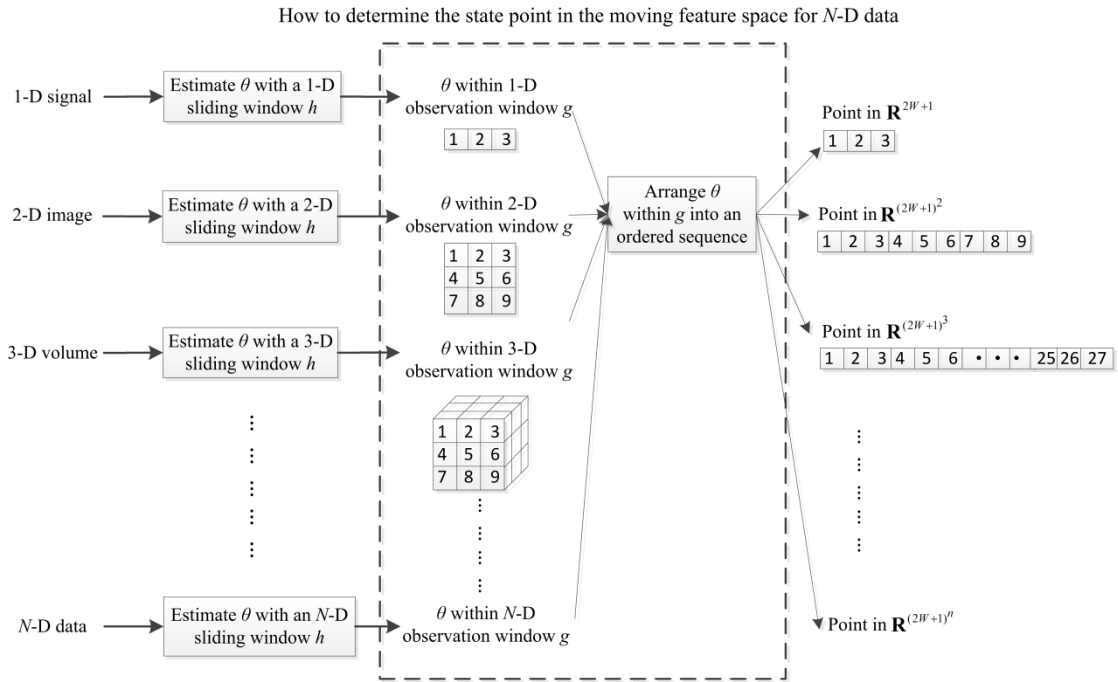 How to determine the state point in the moving feature space for N-D data
1-D signal
Estimate θ with a 1-D
sliding window h
θ within 1-D
observation window g
1 2 3
Point in R^{2W+1}
1 2 3
2-D image
Estimate θ with a 2-D
sliding window h
θ within 2-D
observation window g
1 2 3
4 5 6
7 8 9
Arrange θ
within g into an
ordered sequence
Point in R^{(2W+1)^2}
1 2 3 4 5 6 7 8 9
3-D volume
Estimate θ with a 3-D
sliding window h
θ within 3-D
observation window g
1 2 3
4 5 6
7 8 9
Point in R^{(2W+1)^3}
1 2 3 4 5 6 • • • 25 26 27
N-D data
Estimate θ with an N-D
sliding window h
θ within N-D
observation window g
Point in R^{(2W+1)^n}